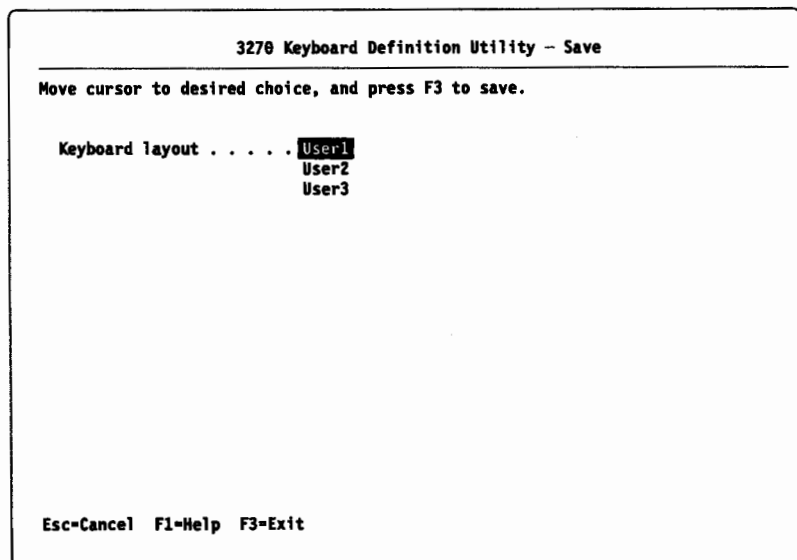 3270 Keyboard Definition Utility — Save
Move cursor to desired choice, and press F3 to save.
Keyboard layout . . . . . User1
User2
User3
Esc=Cancel F1=Help F3=Exit